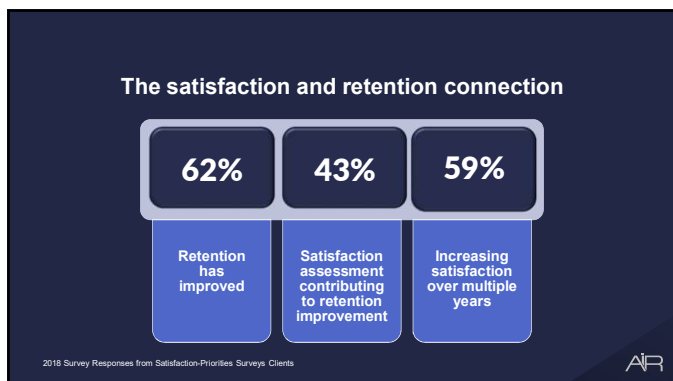 The satisfaction and retention connection
62%
43%
59%
Retention
has
improved
Satisfaction
assessment
contributing
to retention
improvement
Increasing
satisfaction
over multiple
years
2018 Survey Responses from Satisfaction-Priorities Surveys Clients
AIR